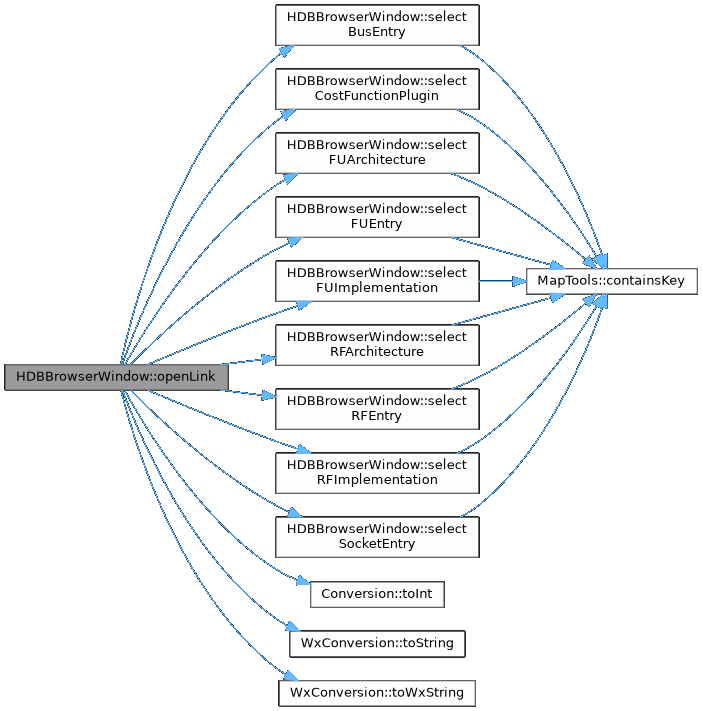 HDBBrowserWindow::select
BusEntry
HDBBrowserWindow::select
CostFunctionPlugin
HDBBrowserWindow::select
FUArchitecture
HDBBrowserWindow::select
FUEntry
HDBBrowserWindow::select
FUImplementation
MapTools::containsKey
HDBBrowserWindow::select
RFArchitecture
HDBBrowserWindow::openLink
HDBBrowserWindow::select
RFEntry
HDBBrowserWindow::select
RFImplementation
HDBBrowserWindow::select
SocketEntry
Conversion::toInt
WxConversion::toString
WxConversion::toWxString